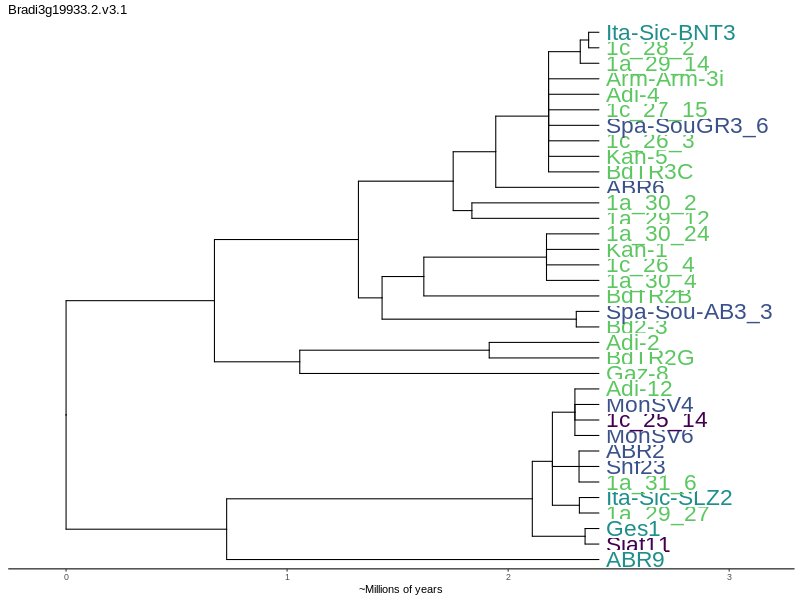 Bradi3g19933.2.v3.1
Ita-Sic-BNT3
1c_28_2
1a_29_14
Arm-Arm-3i
Adi-4
1c_27_15
Spa-SouGR3_6
1c_26_3
Kah-5
BdTR3C
ABR6
1a_30_2
1a_29_12
1a_30_24
Kah-1
1c_26_4
1a_30_4
BdTR2B
Spa-Sou-AB3_3
Bd2-3
Adi-2
BdTR2G
Gaz-8
Adi-12
MonSV4
1c_25_14
MonSV6
ABR2
Shf23
1a_31_6
Ita-Sic-SLZ2
1a_29_27
Ges1
ABR9
0 1 2 3
~Millions of years